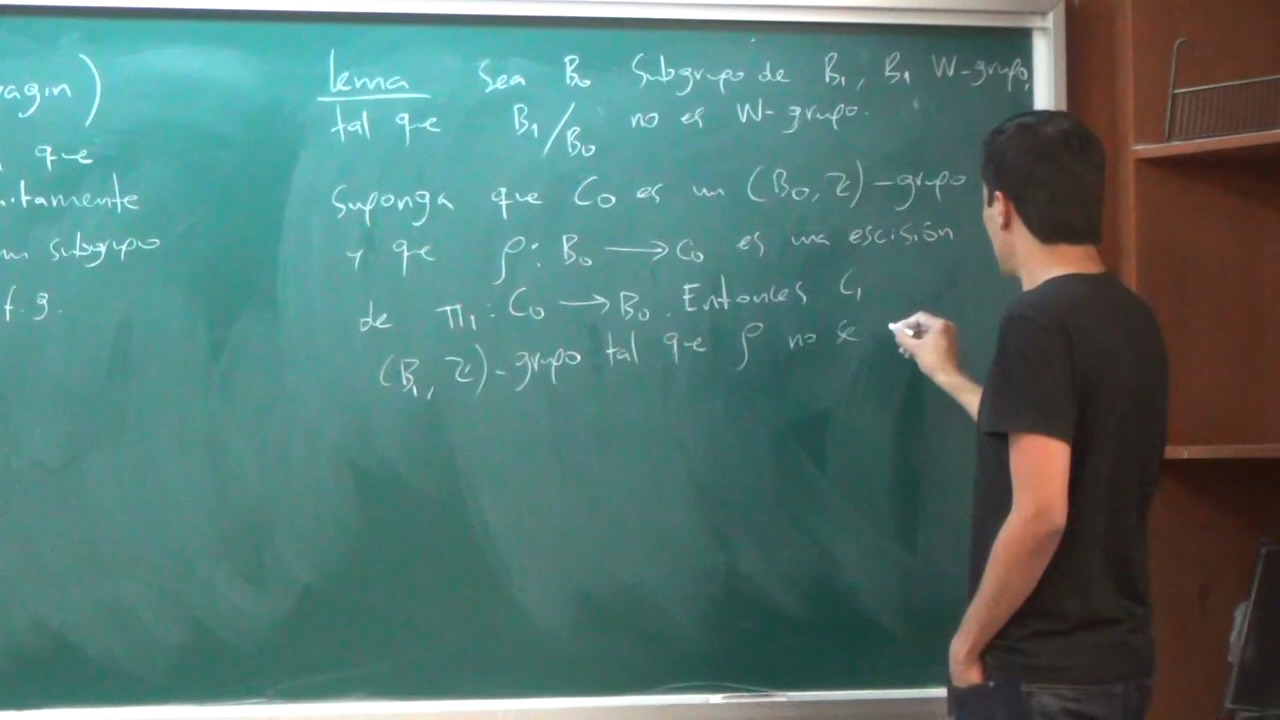 agin)
que
itamente
un subgrupo
f.g.
lema Sea B₀ Subgrupo de B₁, B₁ W-grupo,
tal que B₁/B₀ no es W-grupo.
Suponga que C₀ es un (B₀, ℤ)-grupo
y que ρ: B₀ → C₀ es una escisión
de π₁: C₀ → B₀. Entonces C₁
(B₁, ℤ)-grupo tal que ρ no se